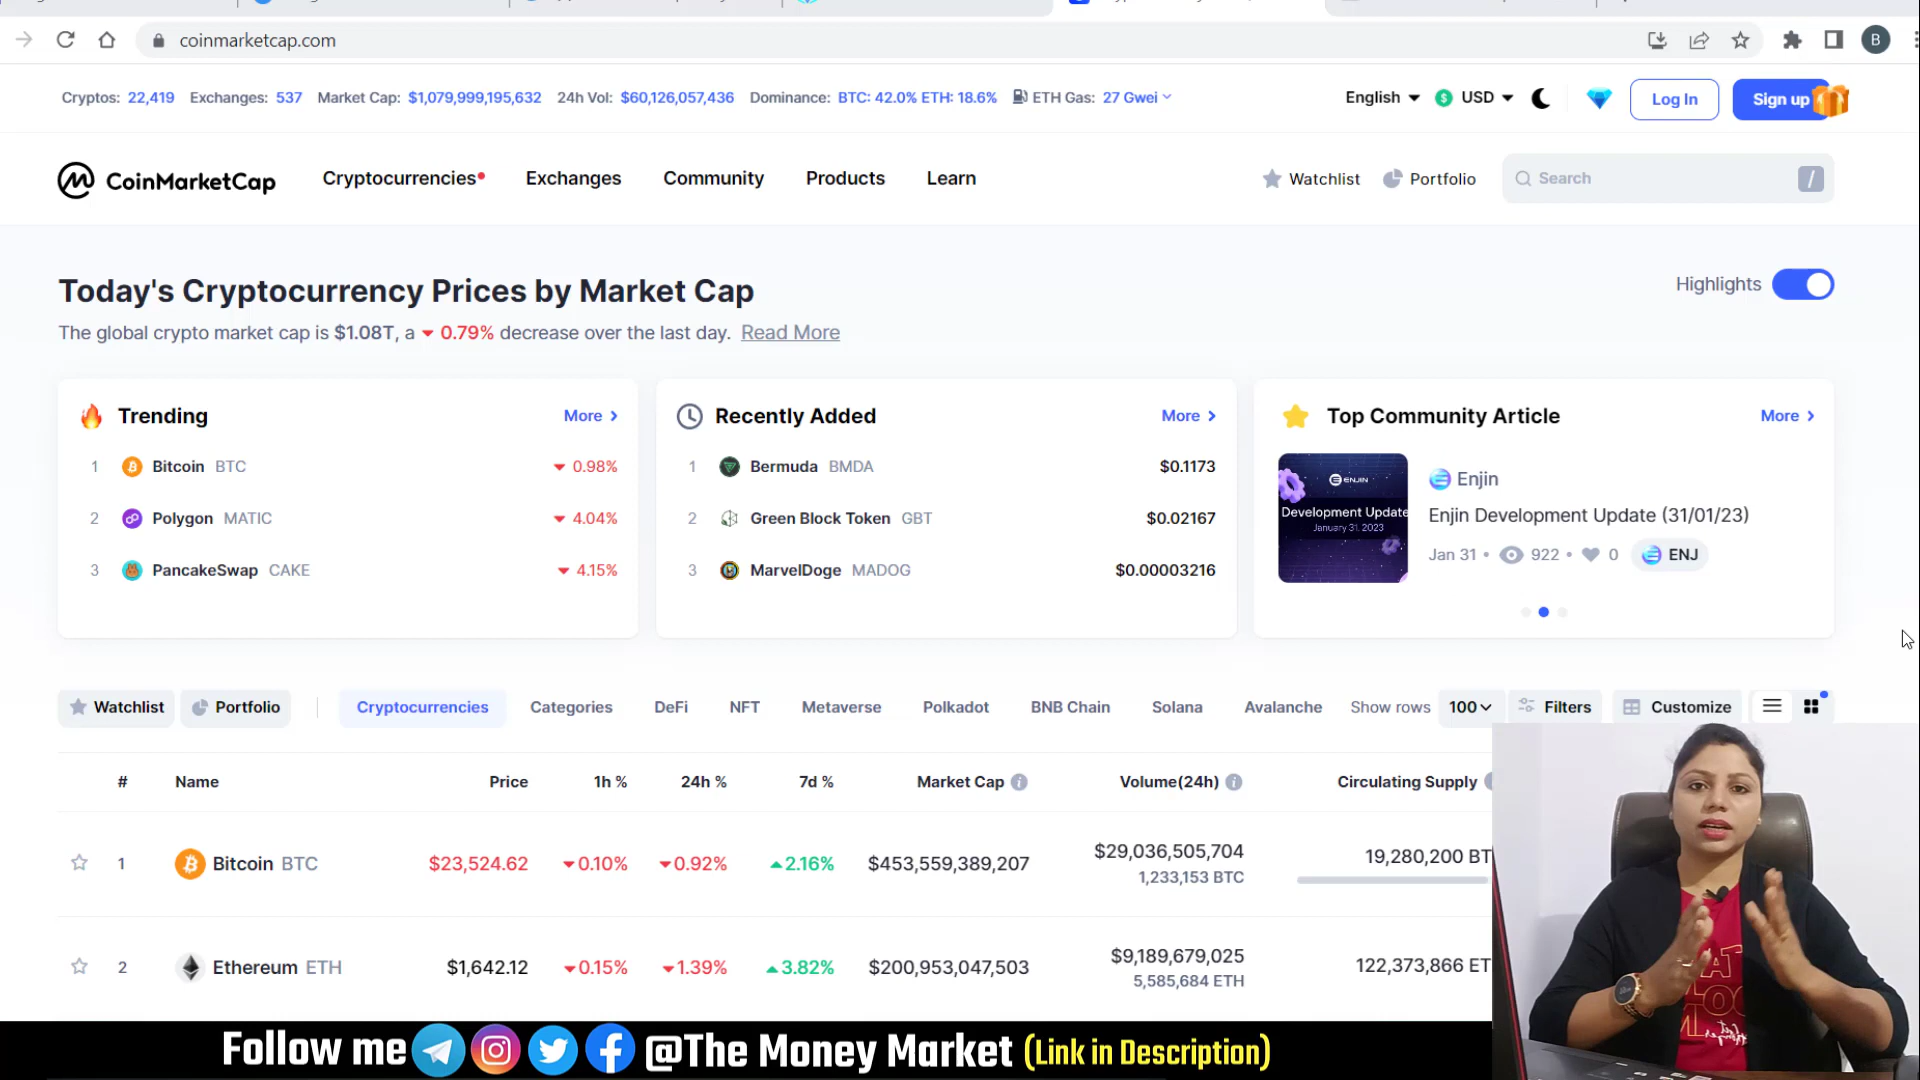 coinmarketcap.com
B
Cryptos: 22,419 Exchanges: 537 Market Cap: $1,079,999,195,632 24h Vol: $60,126,057,436 Dominance: BTC: 42.0% ETH: 18.6% ETH Gas: 27 Gwei
English USD Log In Sign up
CoinMarketCap Cryptocurrencies Exchanges Community Products Learn Watchlist Portfolio Search /
Today's Cryptocurrency Prices by Market Cap
Highlights
The global crypto market cap is $1.08T, a 0.79% decrease over the last day. Read More
Trending More
1 Bitcoin BTC 0.98%
2 Polygon MATIC 4.04%
3 PancakeSwap CAKE 4.15%
Recently Added More
1 Bermuda BMDA $0.1173
2 Green Block Token GBT $0.02167
3 MarvelDoge MADOG $0.00003216
Top Community Article More
ENJIN
Development Update
January 31, 2023
Enjin
Enjin Development Update (31/01/23)
Jan 31 • 922 • 0 ENJ
Watchlist Portfolio Cryptocurrencies Categories DeFi NFT Metaverse Polkadot BNB Chain Solana Avalanche Show rows 100 Filters Customize
# Name Price 1h % 24h % 7d % Market Cap Volume(24h) Circulating Supply
1 Bitcoin BTC $23,524.62 0.10% 0.92% 2.16% $453,559,389,207 $29,036,505,704 19,280,200 BT
1,233,153 BTC
2 Ethereum ETH $1,642.12 0.15% 1.39% 3.82% $200,953,047,503 $9,189,679,025 122,373,866 ET
5,585,684 ETH
Follow me @The Money Market (Link in Description)